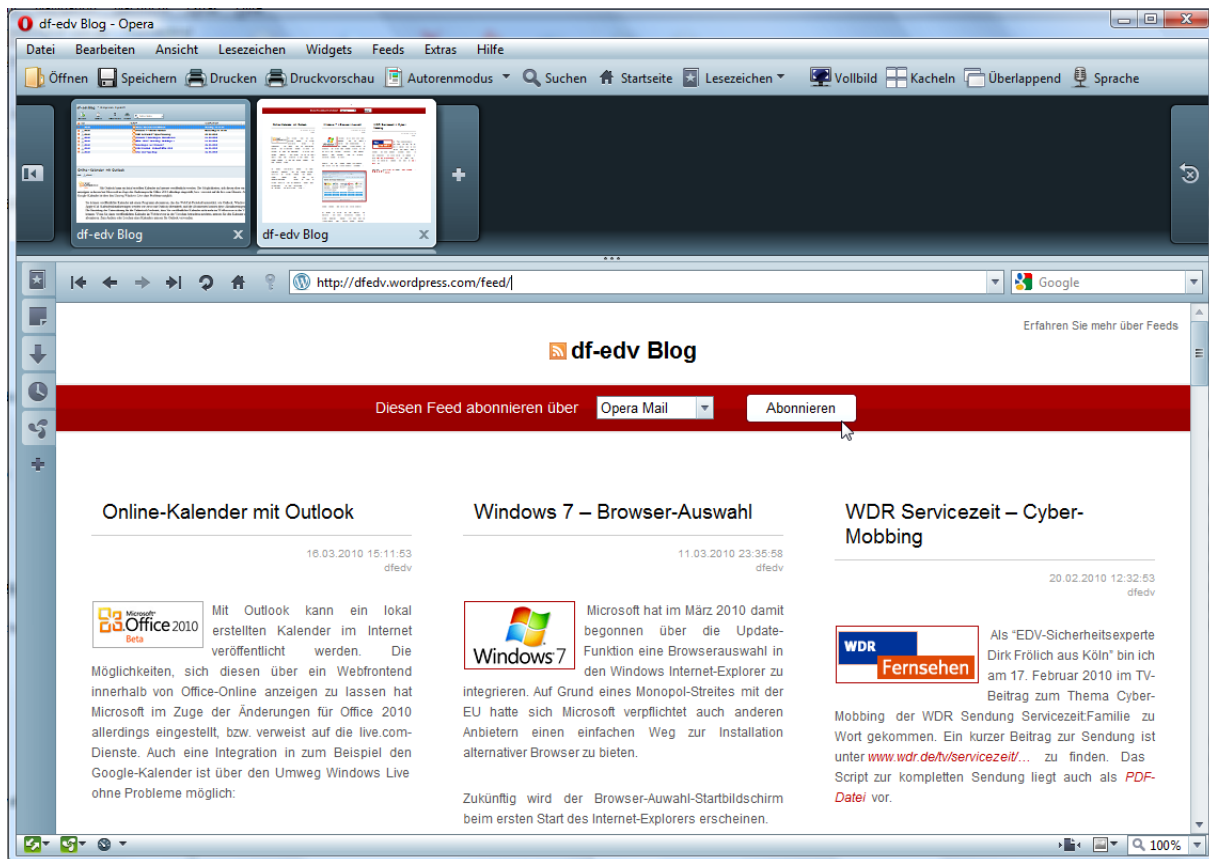 df-edv Blog - Opera
Datei Bearbeiten Ansicht Lesezeichen Widgets Feeds Extras Hilfe
Öffnen Speichern Drucken Druckvorschau Autorenmodus Suchen Startseite Lesezeichen Vollbild Kacheln Überlappend Sprache
df-edv Blog df-edv Blog
http://dfedv.wordpress.com/feed/ Google
Erfahren Sie mehr über Feeds
df-edv Blog
Diesen Feed abonnieren über Opera Mail Abonnieren
Online-Kalender mit Outlook
16.03.2010 15:11:53
dfedv
Microsoft
Office 2010
Beta
Mit Outlook kann ein lokal
erstellten Kalender im Internet
veröffentlicht werden. Die
Möglichkeiten, sich diesen über ein Webfrontend
innerhalb von Office-Online anzeigen zu lassen hat
Microsoft im Zuge der Änderungen für Office 2010
allerdings eingestellt, bzw. verweist auf die live.com-
Dienste. Auch eine Integration in zum Beispiel den
Google-Kalender ist über den Umweg Windows Live
ohne Probleme möglich:
Windows 7 – Browser-Auswahl
11.03.2010 23:35:58
dfedv
Windows 7
Microsoft hat im März 2010 damit
begonnen über die Update-
Funktion eine Browserauswahl in
den Windows Internet-Explorer zu
integrieren. Auf Grund eines Monopol-Streites mit der
EU hatte sich Microsoft verpflichtet auch anderen
Anbietern einen einfachen Weg zur Installation
alternativer Browser zu bieten.
Zukünftig wird der Browser-Auwahl-Startbildschirm
beim ersten Start des Internet-Explorers erscheinen.
WDR Servicezeit – Cyber-
Mobbing
20.02.2010 12:32:53
dfedv
WDR
Fernsehen
Als “EDV-Sicherheitsexperte
Dirk Frölich aus Köln” bin ich
am 17. Februar 2010 im TV-
Beitrag zum Thema Cyber-
Mobbing der WDR Sendung Servicezeit:Familie zu
Wort gekommen. Ein kurzer Beitrag zur Sendung ist
unter www.wdr.de/tv/servicezeit/… zu finden. Das
Script zur kompletten Sendung liegt auch als PDF-
Datei vor.
100%